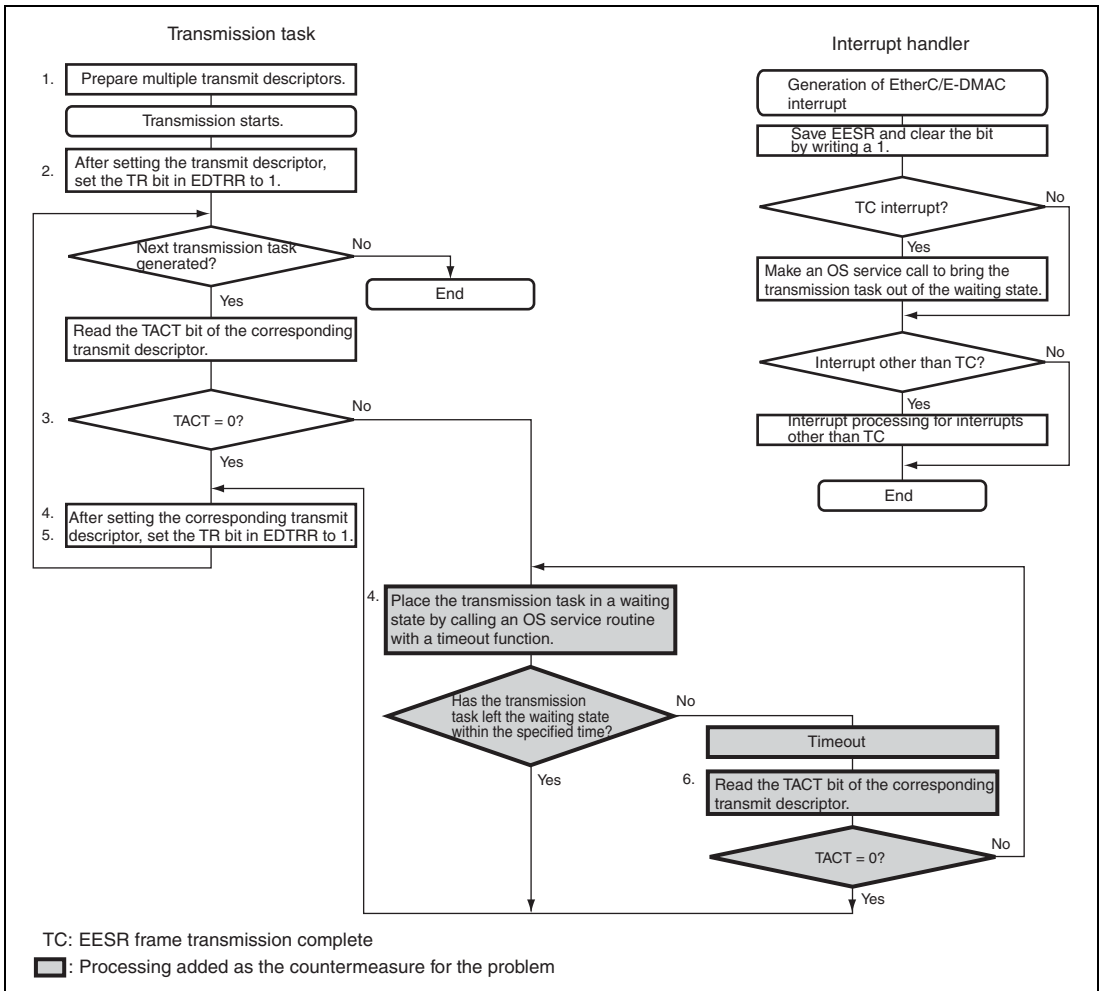 Transmission task
1.
Prepare multiple transmit descriptors.
Transmission starts.
2.
After setting the transmit descriptor,
set the TR bit in EDTRR to 1.
Next transmission task
generated?
No
End
Yes
Read the TACT bit of the corresponding
transmit descriptor.
3.
TACT = 0?
No
Yes
4.
5.
After setting the corresponding transmit
descriptor, set the TR bit in EDTRR to 1.
4.
Place the transmission task in a waiting
state by calling an OS service routine
with a timeout function.
Has the transmission
task left the waiting state
within the specified time?
No
Yes
Timeout
6.
Read the TACT bit of the corresponding
transmit descriptor.
TACT = 0?
No
Yes
Interrupt handler
Generation of EtherC/E-DMAC
interrupt
Save EESR and clear the bit
by writing a 1.
TC interrupt?
No
Yes
Make an OS service call to bring the
transmission task out of the waiting state.
Interrupt other than TC?
No
Yes
Interrupt processing for interrupts
other than TC
End
TC: EESR frame transmission complete
: Processing added as the countermeasure for the problem